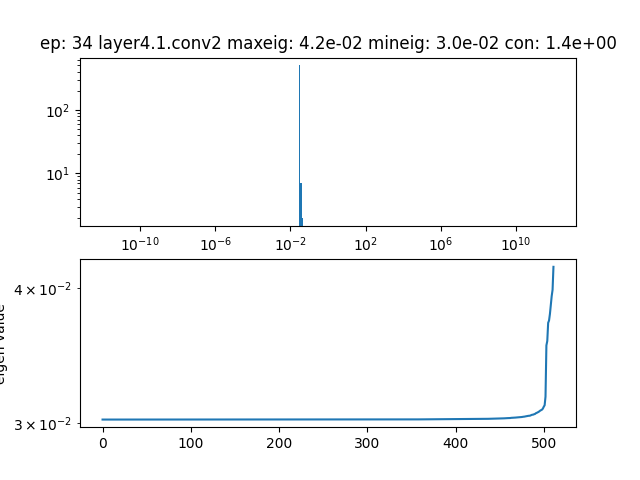 ep: 34 layer4.1.conv2 maxeig: 4.2e-02 mineig: 3.0e-02 con: 1.4e+00
10²
10¹
10⁻¹⁰ 10⁻⁶ 10⁻² 10² 10⁶ 10¹⁰
4 × 10⁻²
3 × 10⁻²
eigen value
0 100 200 300 400 500